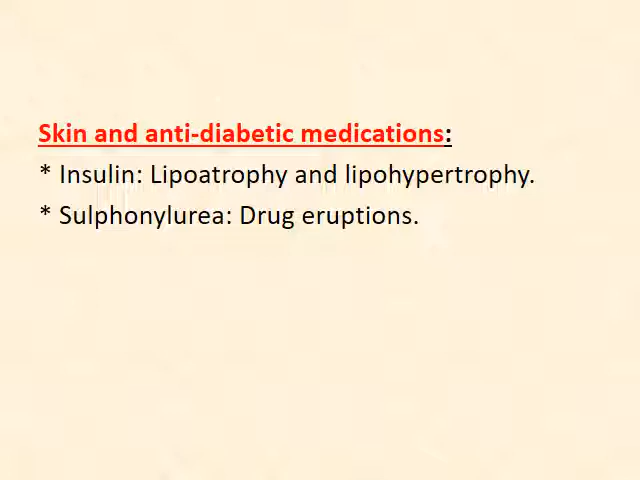 Skin and anti-diabetic medications:
* Insulin: Lipoatrophy and lipohypertrophy.
* Sulphonylurea: Drug eruptions.